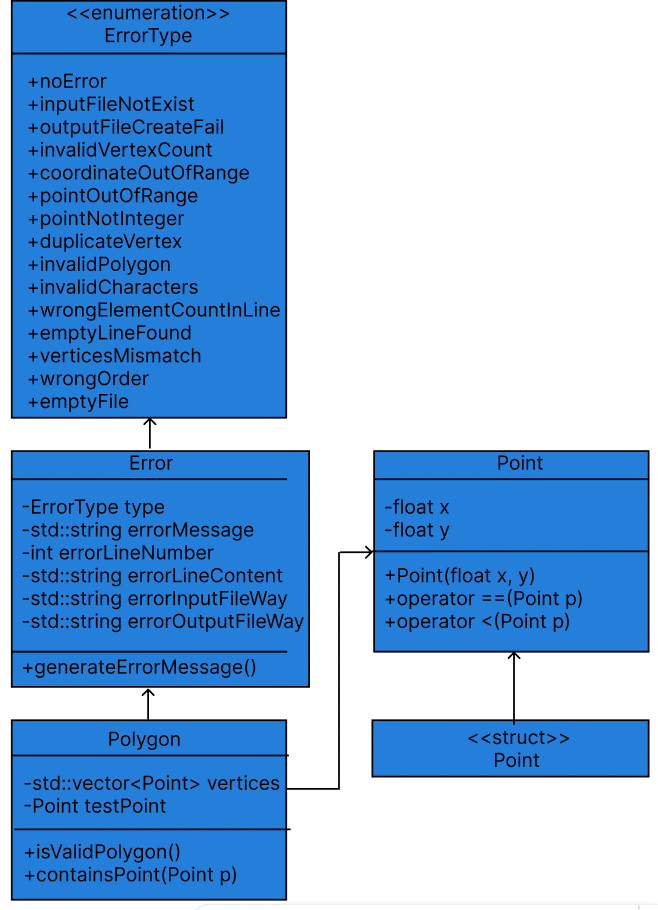 <<enumeration>>
ErrorType
+noError
+inputFileNotExist
+outputFileCreateFail
+invalidVertexCount
+coordinateOutOfRange
+pointOutOfRange
+pointNotInteger
+duplicateVertex
+invalidPolygon
+invalidCharacters
+wrongElementCountInLine
+emptyLineFound
+verticesMismatch
+wrongOrder
+emptyFile
Error
-ErrorType type
-std::string errorMessage
-int errorLineNumber
-std::string errorLineContent
-std::string errorInputFileWay
-std::string errorOutputFileWay
+generateErrorMessage()
Point
-float x
-float y
+Point(float x, y)
+operator ==(Point p)
+operator <(Point p)
Polygon
-std::vector<Point> vertices
-Point testPoint
+isValidPolygon()
+containsPoint(Point p)
<<struct>>
Point